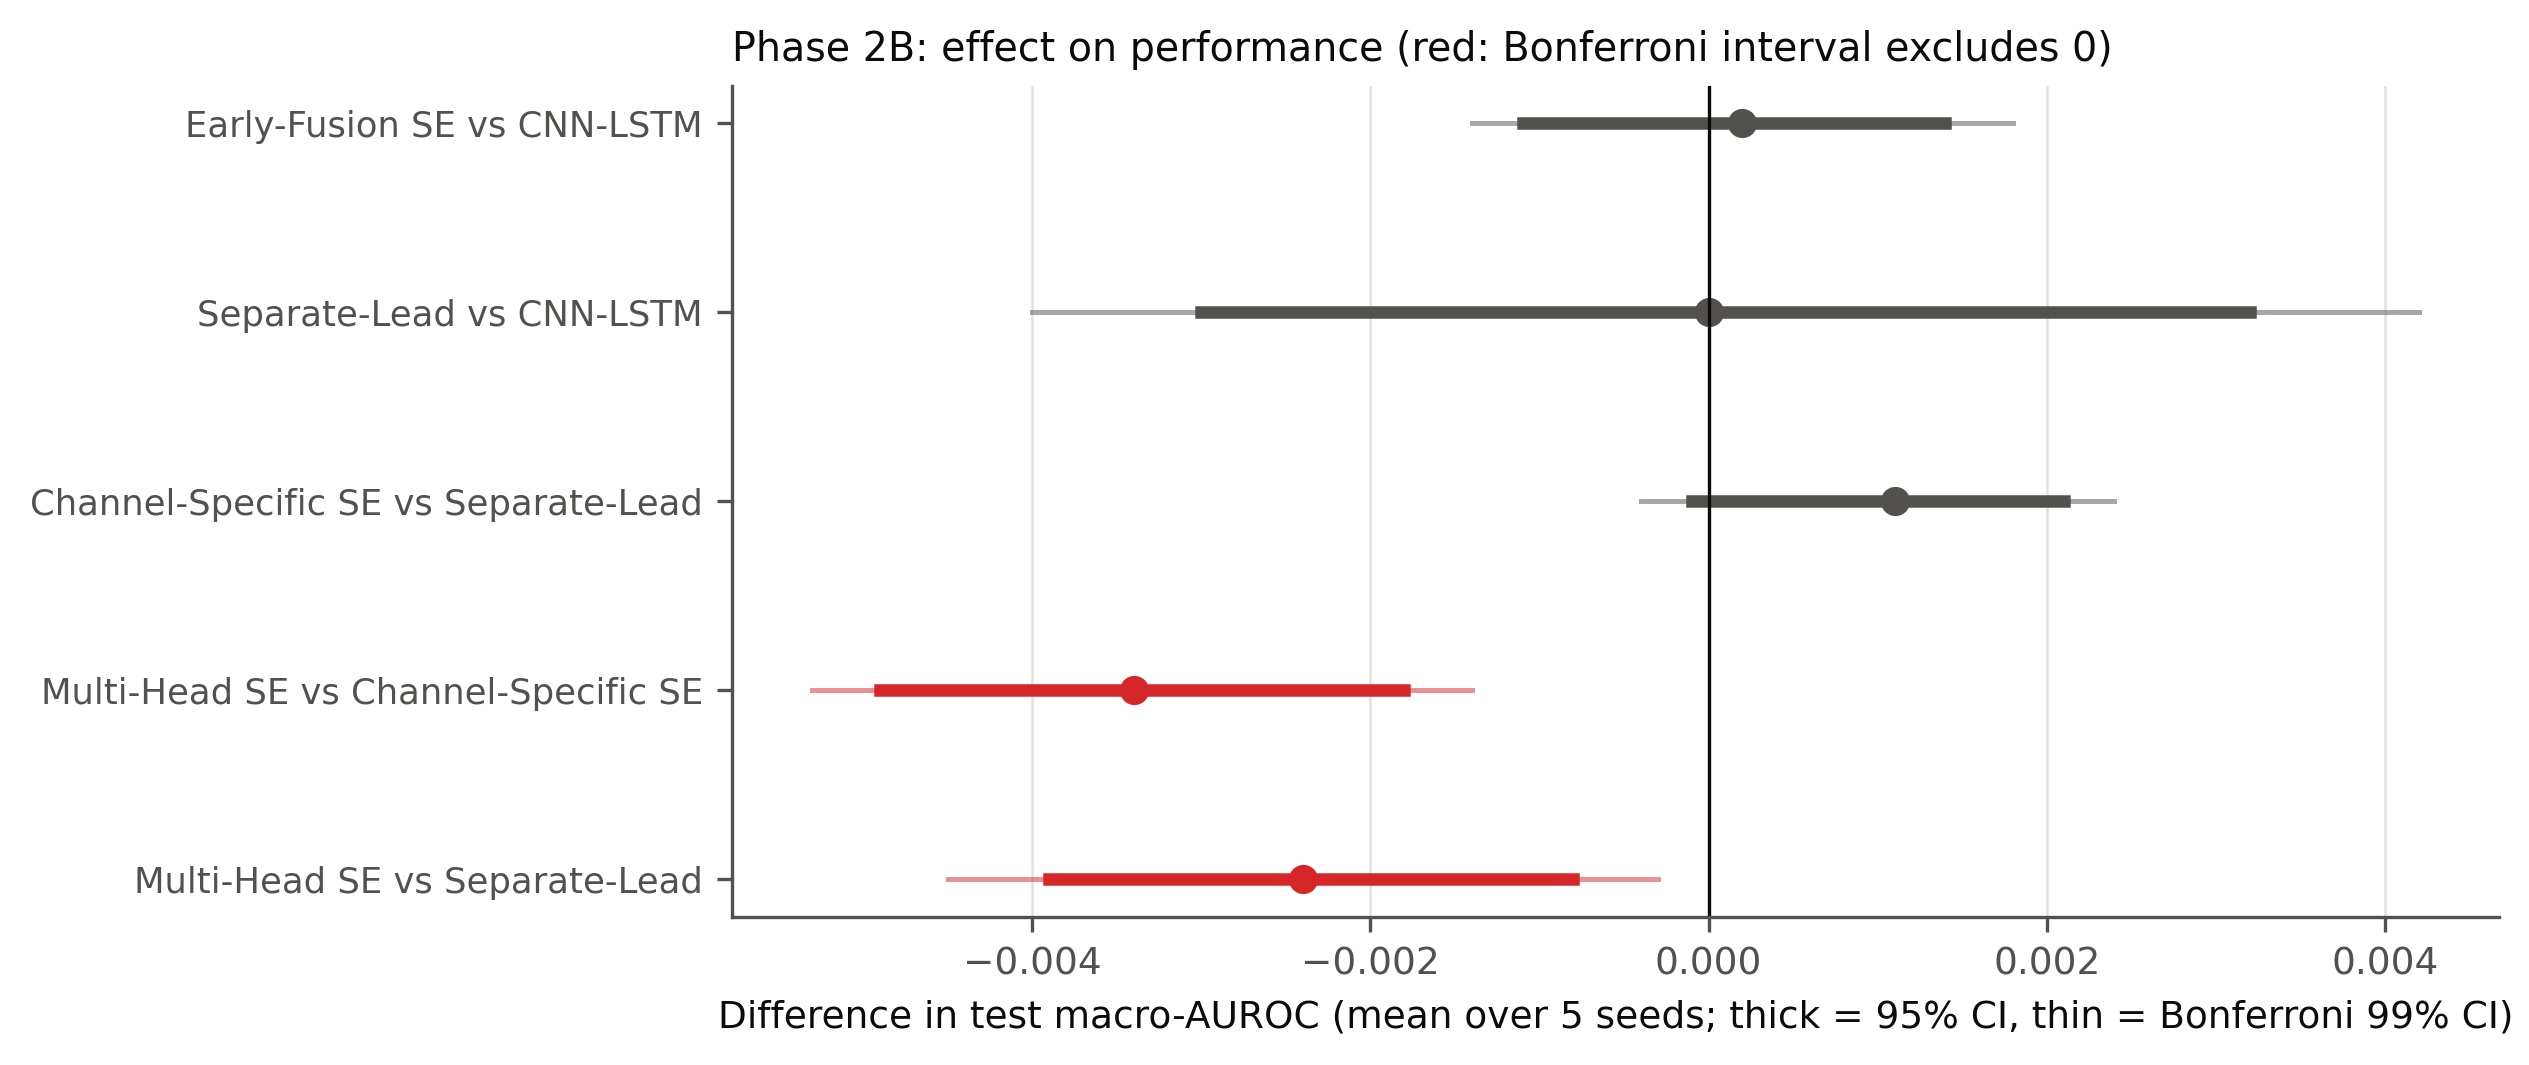 Phase 2B: effect on performance (red: Bonferroni interval excludes 0)
Early-Fusion SE vs CNN-LSTM
Separate-Lead vs CNN-LSTM
Channel-Specific SE vs Separate-Lead
Multi-Head SE vs Channel-Specific SE
Multi-Head SE vs Separate-Lead
−0.004 −0.002 0.000 0.002 0.004
Difference in test macro-AUROC (mean over 5 seeds; thick = 95% CI, thin = Bonferroni 99% CI)